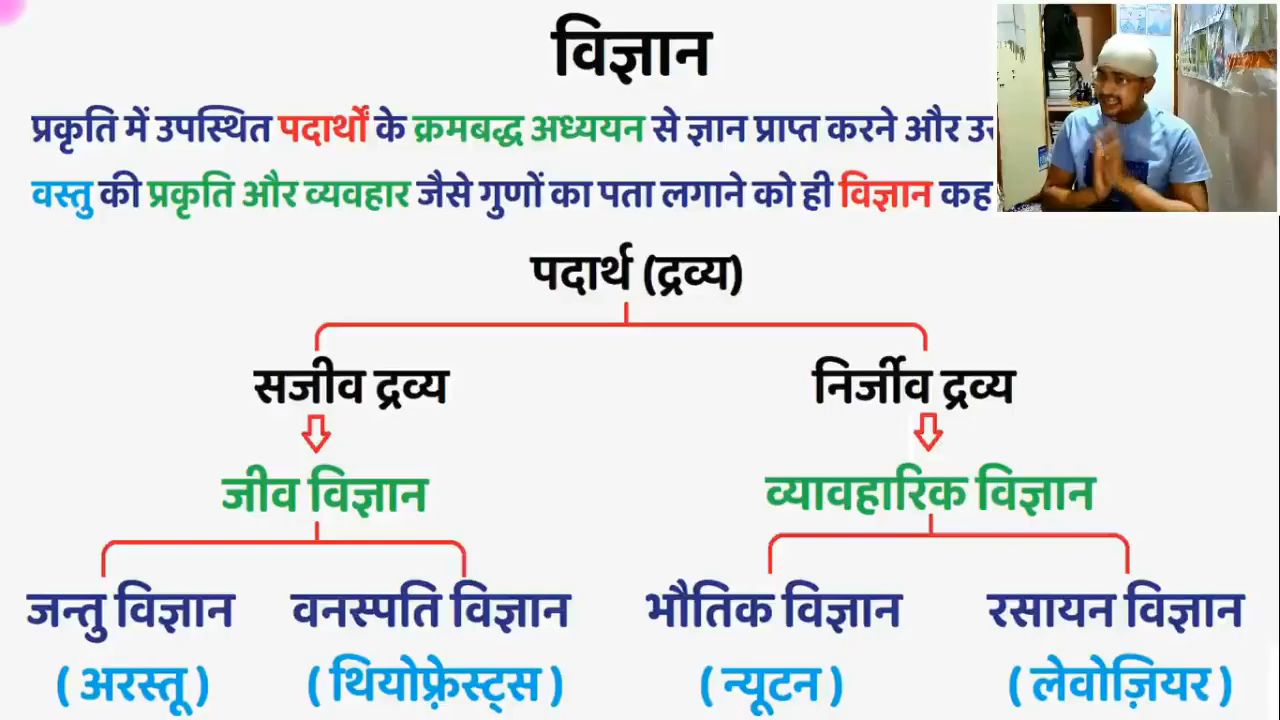 विज्ञान
प्रकृति में उपस्थित पदार्थों के क्रमबद्ध अध्ययन से ज्ञान प्राप्त करने और
वस्तु की प्रकृति और व्यवहार जैसे गुणों का पता लगाने को ही विज्ञान कह
पदार्थ (द्रव्य)
सजीव द्रव्य निर्जीव द्रव्य
जीव विज्ञान व्यावहारिक विज्ञान
जन्तु विज्ञान वनस्पति विज्ञान भौतिक विज्ञान रसायन विज्ञान
( अरस्तू ) ( थियोफ़्रेस्ट्स ) ( न्यूटन ) ( लेवोज़ियर )